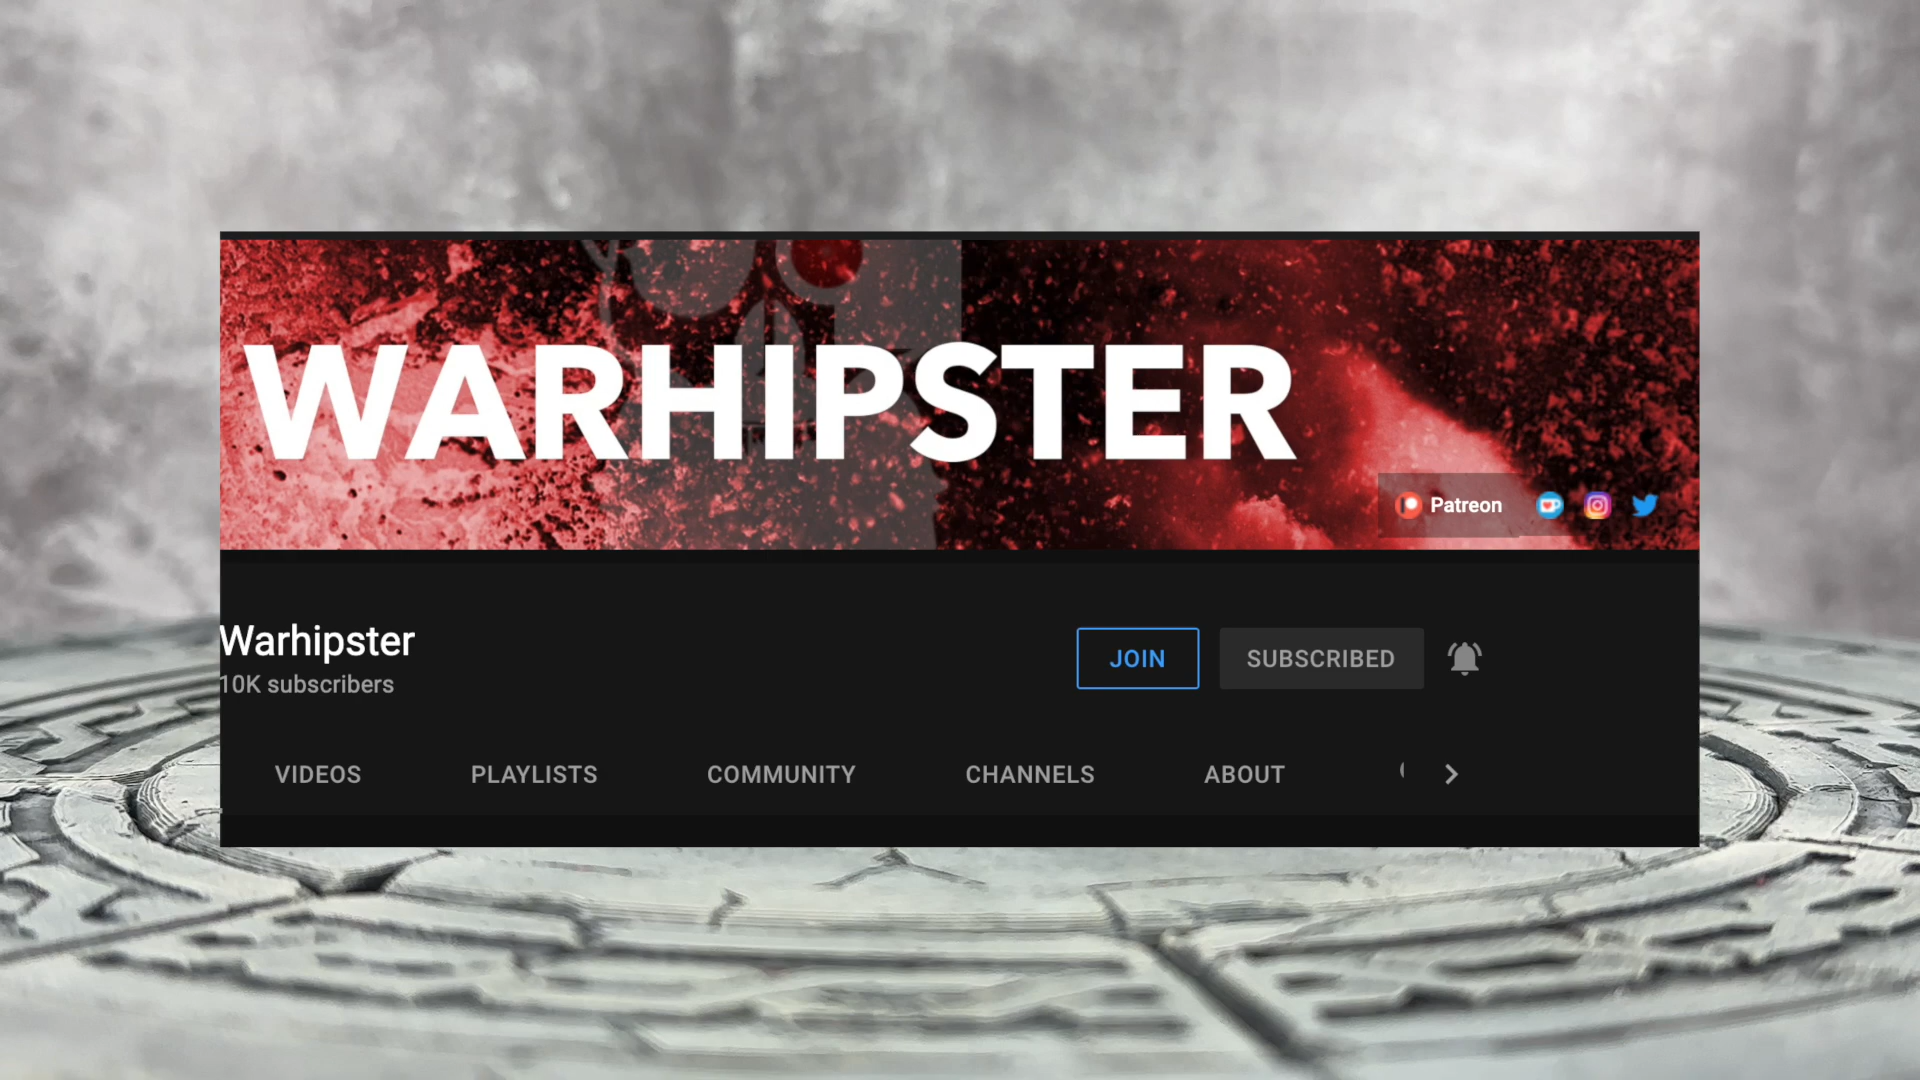 WARHIPSTER
Patreon
Warhipster
10K subscribers
JOIN
SUBSCRIBED
VIDEOS
PLAYLISTS
COMMUNITY
CHANNELS
ABOUT